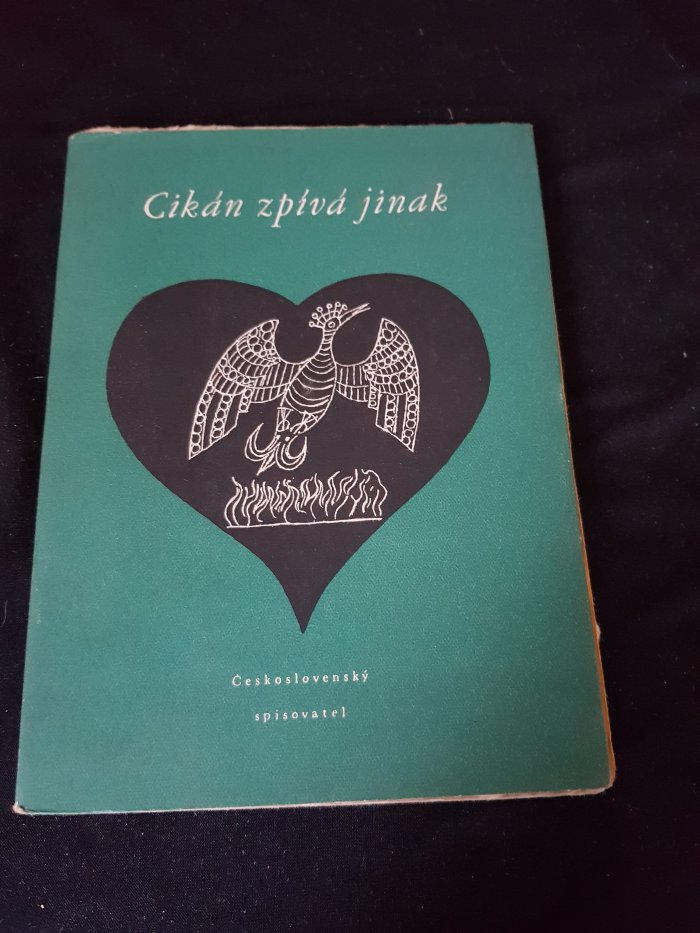 Cikán zpívá jinak
Československý
spisovatel